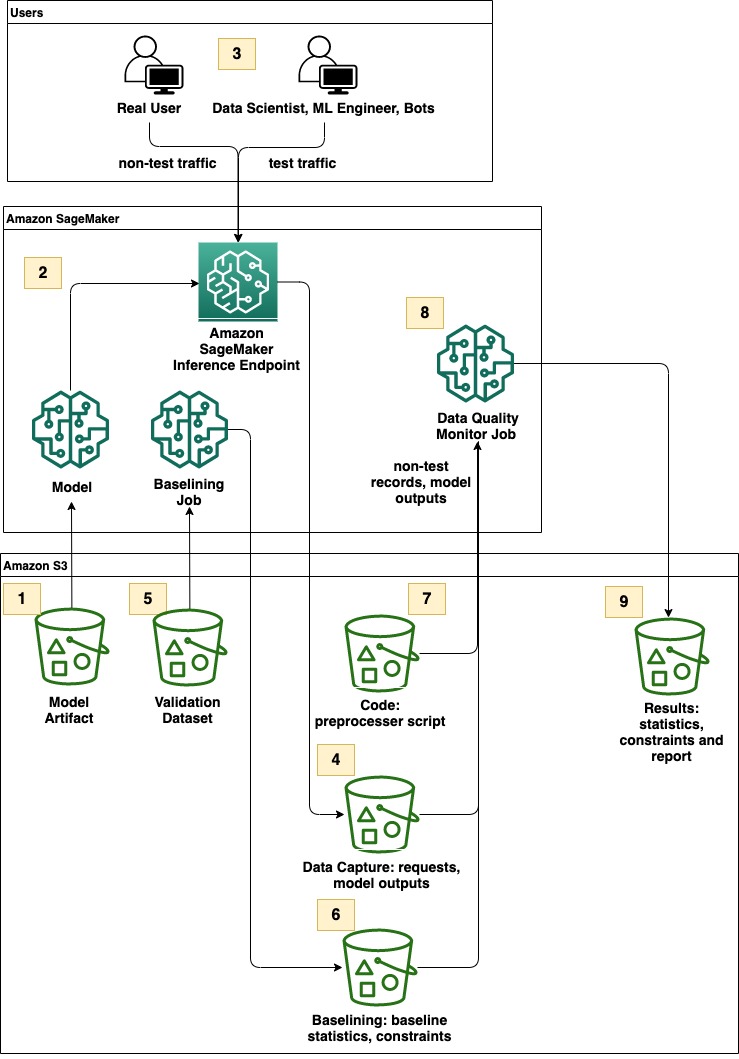 Users
3
Real User
Data Scientist, ML Engineer, Bots
non-test traffic
test traffic
Amazon SageMaker
2
Amazon
SageMaker
Inference Endpoint
8
Data Quality
Monitor Job
Model
Baselining
Job
non-test
records, model
outputs
Amazon S3
1
Model
Artifact
5
Validation
Dataset
7
Code:
preprocesser script
9
Results:
statistics,
constraints and
report
4
Data Capture: requests,
model outputs
6
Baselining: baseline
statistics, constraints